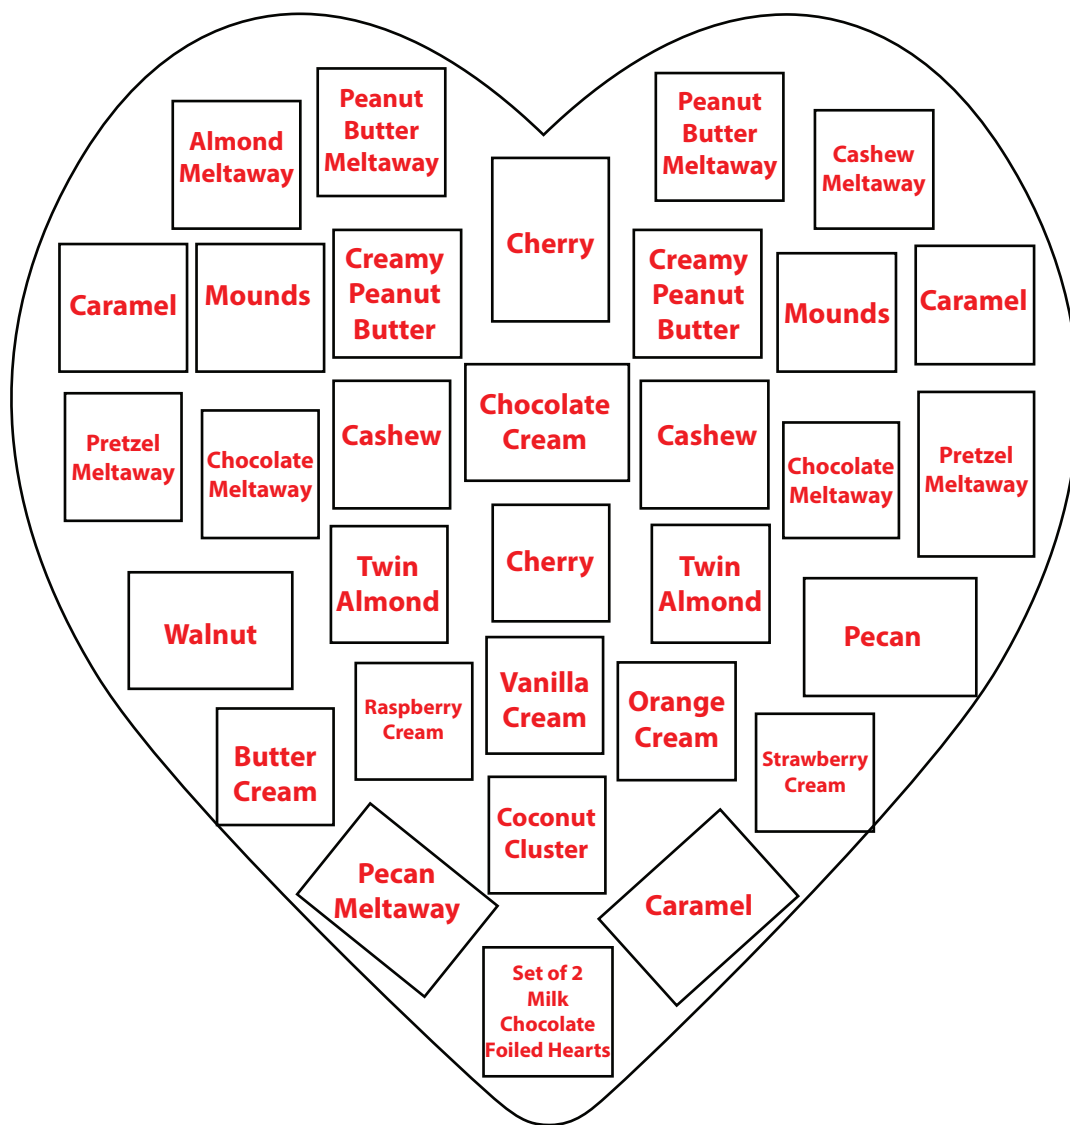 Almond
Meltaway
Peanut
Butter
Meltaway
Cherry
Peanut
Butter
Meltaway
Cashew
Meltaway
Caramel
Mounds
Creamy
Peanut
Butter
Creamy
Peanut
Butter
Mounds
Caramel
Pretzel
Meltaway
Chocolate
Meltaway
Cashew
Chocolate
Cream
Cashew
Chocolate
Meltaway
Pretzel
Meltaway
Walnut
Twin
Almond
Cherry
Twin
Almond
Pecan
Butter
Cream
Raspberry
Cream
Vanilla
Cream
Orange
Cream
Strawberry
Cream
Pecan
Meltaway
Coconut
Cluster
Caramel
Set of 2
Milk
Chocolate
Foiled Hearts